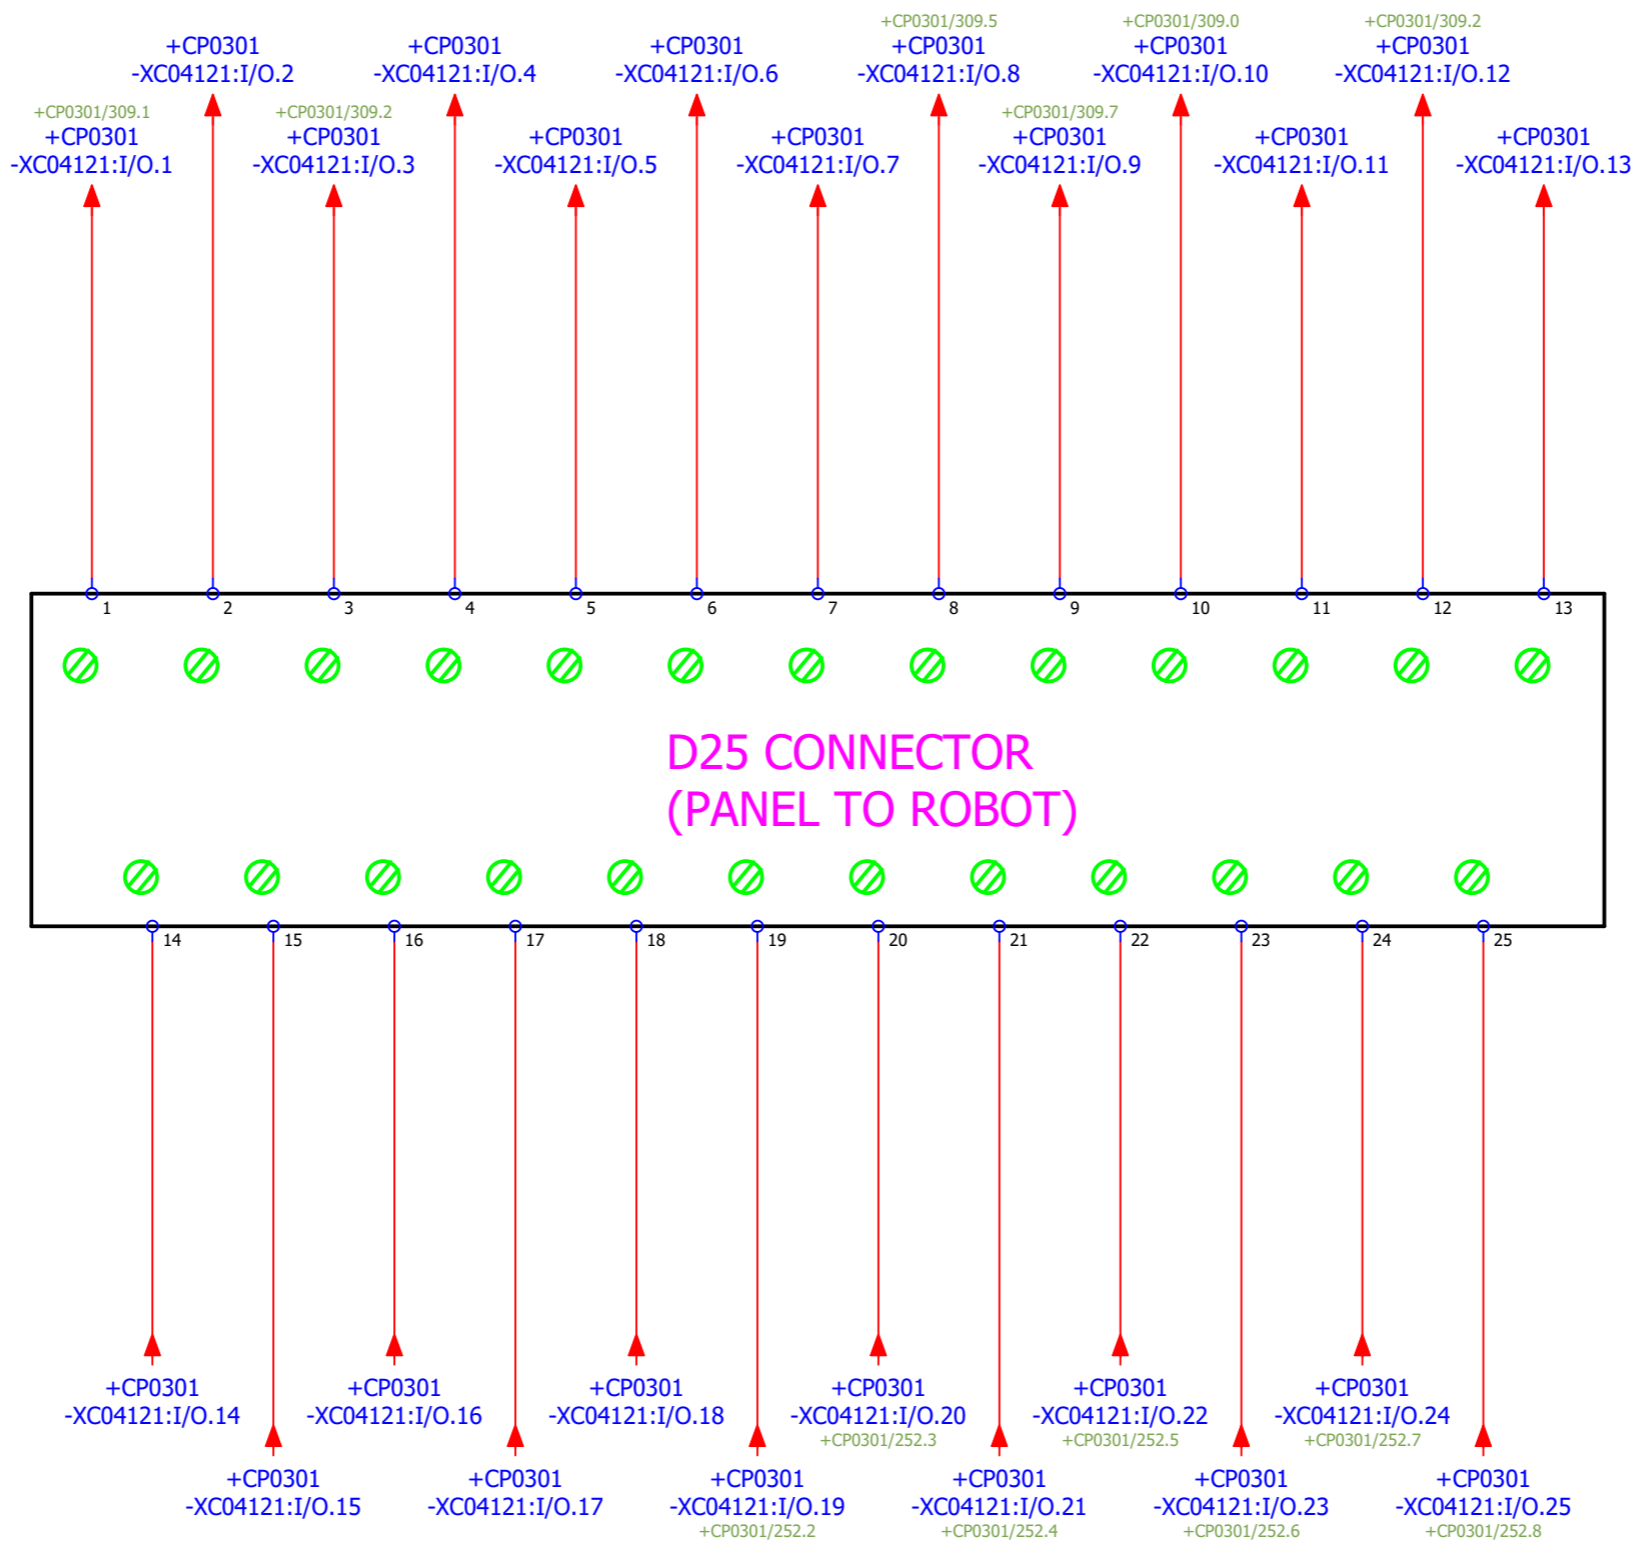 +CP0301/309.5
+CP0301/309.0
+CP0301/309.2
+CP0301
-XC04121:I/O.2
+CP0301
-XC04121:I/O.4
+CP0301
-XC04121:I/O.6
+CP0301
-XC04121:I/O.8
+CP0301
-XC04121:I/O.10
+CP0301
-XC04121:I/O.12
+CP0301/309.1
+CP0301
-XC04121:I/O.1
+CP0301/309.2
+CP0301
-XC04121:I/O.3
+CP0301
-XC04121:I/O.5
+CP0301
-XC04121:I/O.7
+CP0301/309.7
+CP0301
-XC04121:I/O.9
+CP0301
-XC04121:I/O.11
+CP0301
-XC04121:I/O.13
1
2
3
4
5
6
7
8
9
10
11
12
13
D25 CONNECTOR
(PANEL TO ROBOT)
14
15
16
17
18
19
20
21
22
23
24
25
+CP0301
-XC04121:I/O.14
+CP0301
-XC04121:I/O.16
+CP0301
-XC04121:I/O.18
+CP0301
-XC04121:I/O.20
+CP0301/252.3
+CP0301
-XC04121:I/O.22
+CP0301/252.5
+CP0301
-XC04121:I/O.24
+CP0301/252.7
+CP0301
-XC04121:I/O.15
+CP0301
-XC04121:I/O.17
+CP0301
-XC04121:I/O.19
+CP0301/252.2
+CP0301
-XC04121:I/O.21
+CP0301/252.4
+CP0301
-XC04121:I/O.23
+CP0301/252.6
+CP0301
-XC04121:I/O.25
+CP0301/252.8